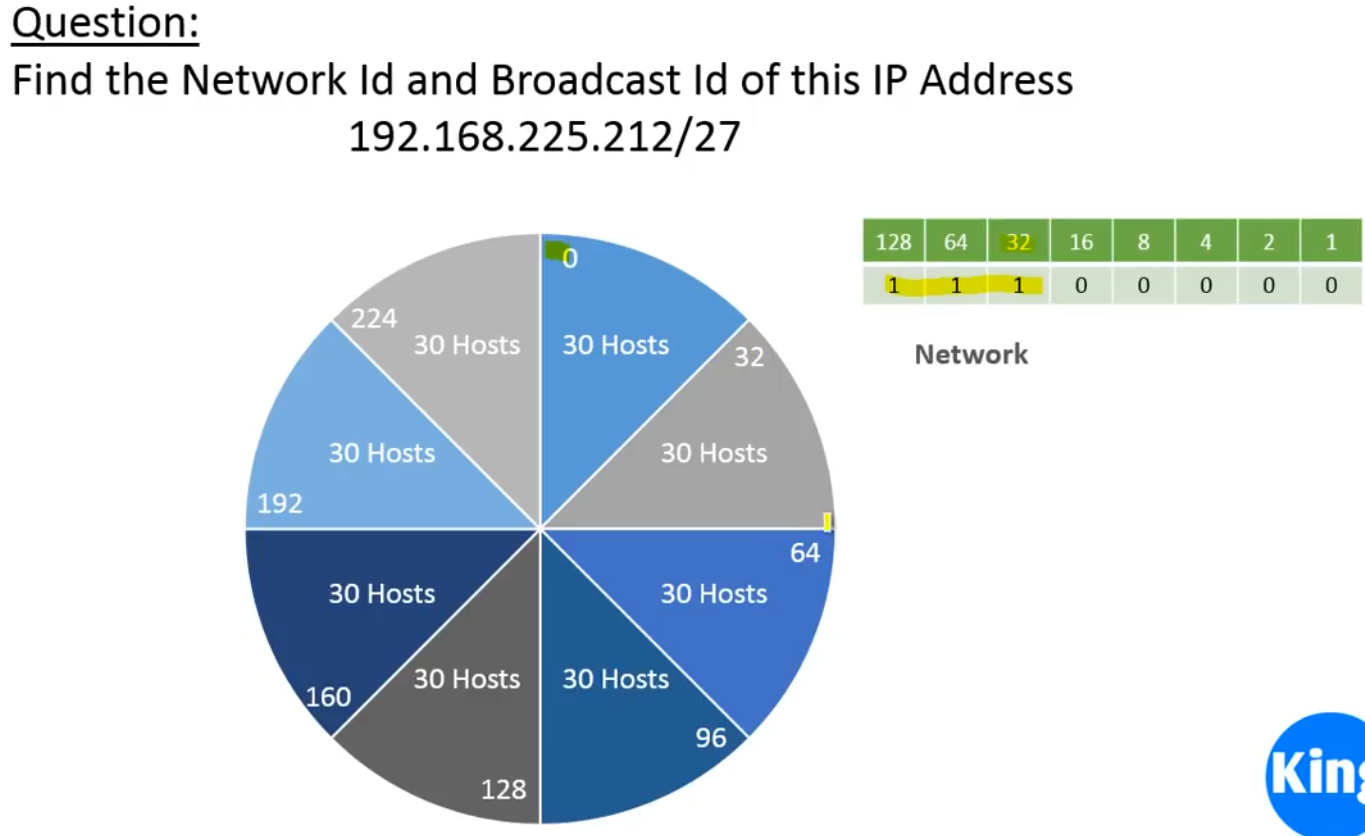 Question:
Find the Network Id and Broadcast Id of this IP Address
192.168.225.212/27
128 64 32 16 8 4 2 1
1 1 1 0 0 0 0 0
Network
0
224
30 Hosts 30 Hosts
32
30 Hosts 30 Hosts
192
64
30 Hosts 30 Hosts
30 Hosts 30 Hosts
160
96
128
King